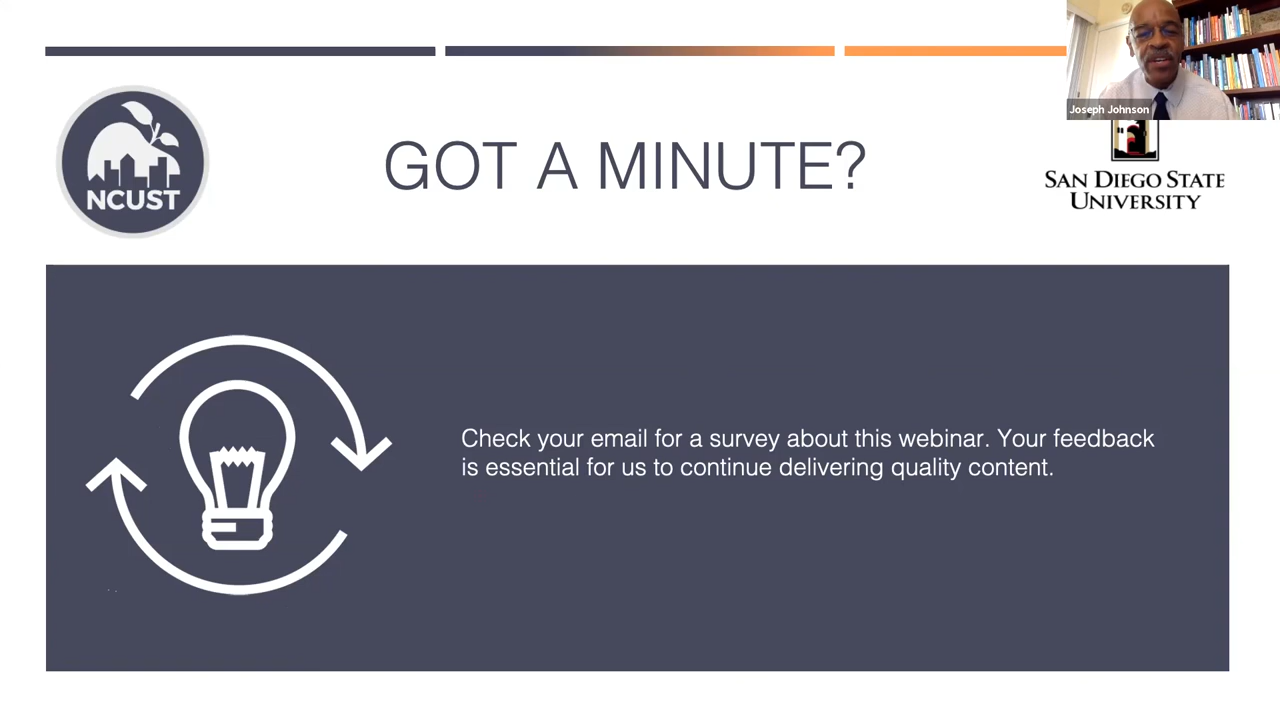 Joseph Johnson
NCUST
GOT A MINUTE?
SAN DIEGO STATE
UNIVERSITY
Check your email for a survey about this webinar. Your feedback
is essential for us to continue delivering quality content.